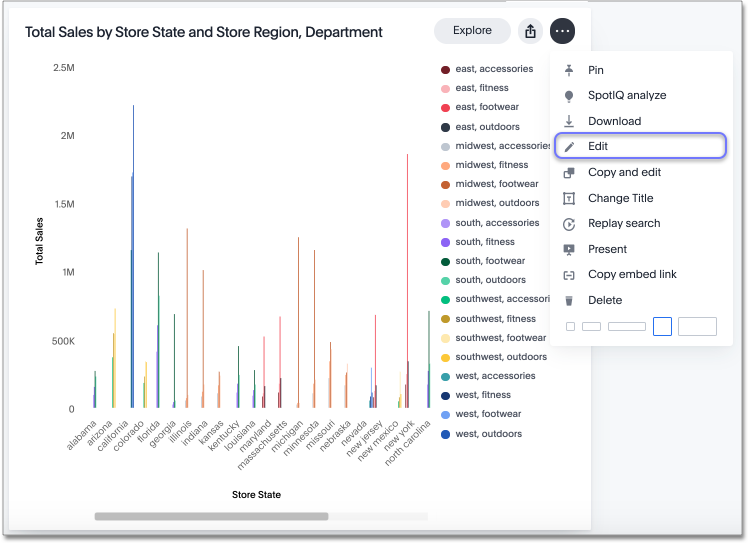 Total Sales by Store State and Store Region, Department
Explore
2.5M
2M
1.5M
1M
500K
0
Total Sales
alabama
arizona
california
colorado
florida
georgia
illinois
indiana
kansas
kentucky
louisiana
maryland
massachusetts
michigan
minnesota
missouri
nebraska
nevada
new jersey
new mexico
new york
north carolina
Store State
east, accessories
east, fitness
east, footwear
east, outdoors
midwest, accessories
midwest, fitness
midwest, footwear
midwest, outdoors
south, accessories
south, fitness
south, footwear
south, outdoors
southwest, accessori
southwest, fitness
southwest, footwear
southwest, outdoors
west, accessories
west, fitness
west, footwear
west, outdoors
Pin
SpotIQ analyze
Download
Edit
Copy and edit
Change Title
Replay search
Present
Copy embed link
Delete